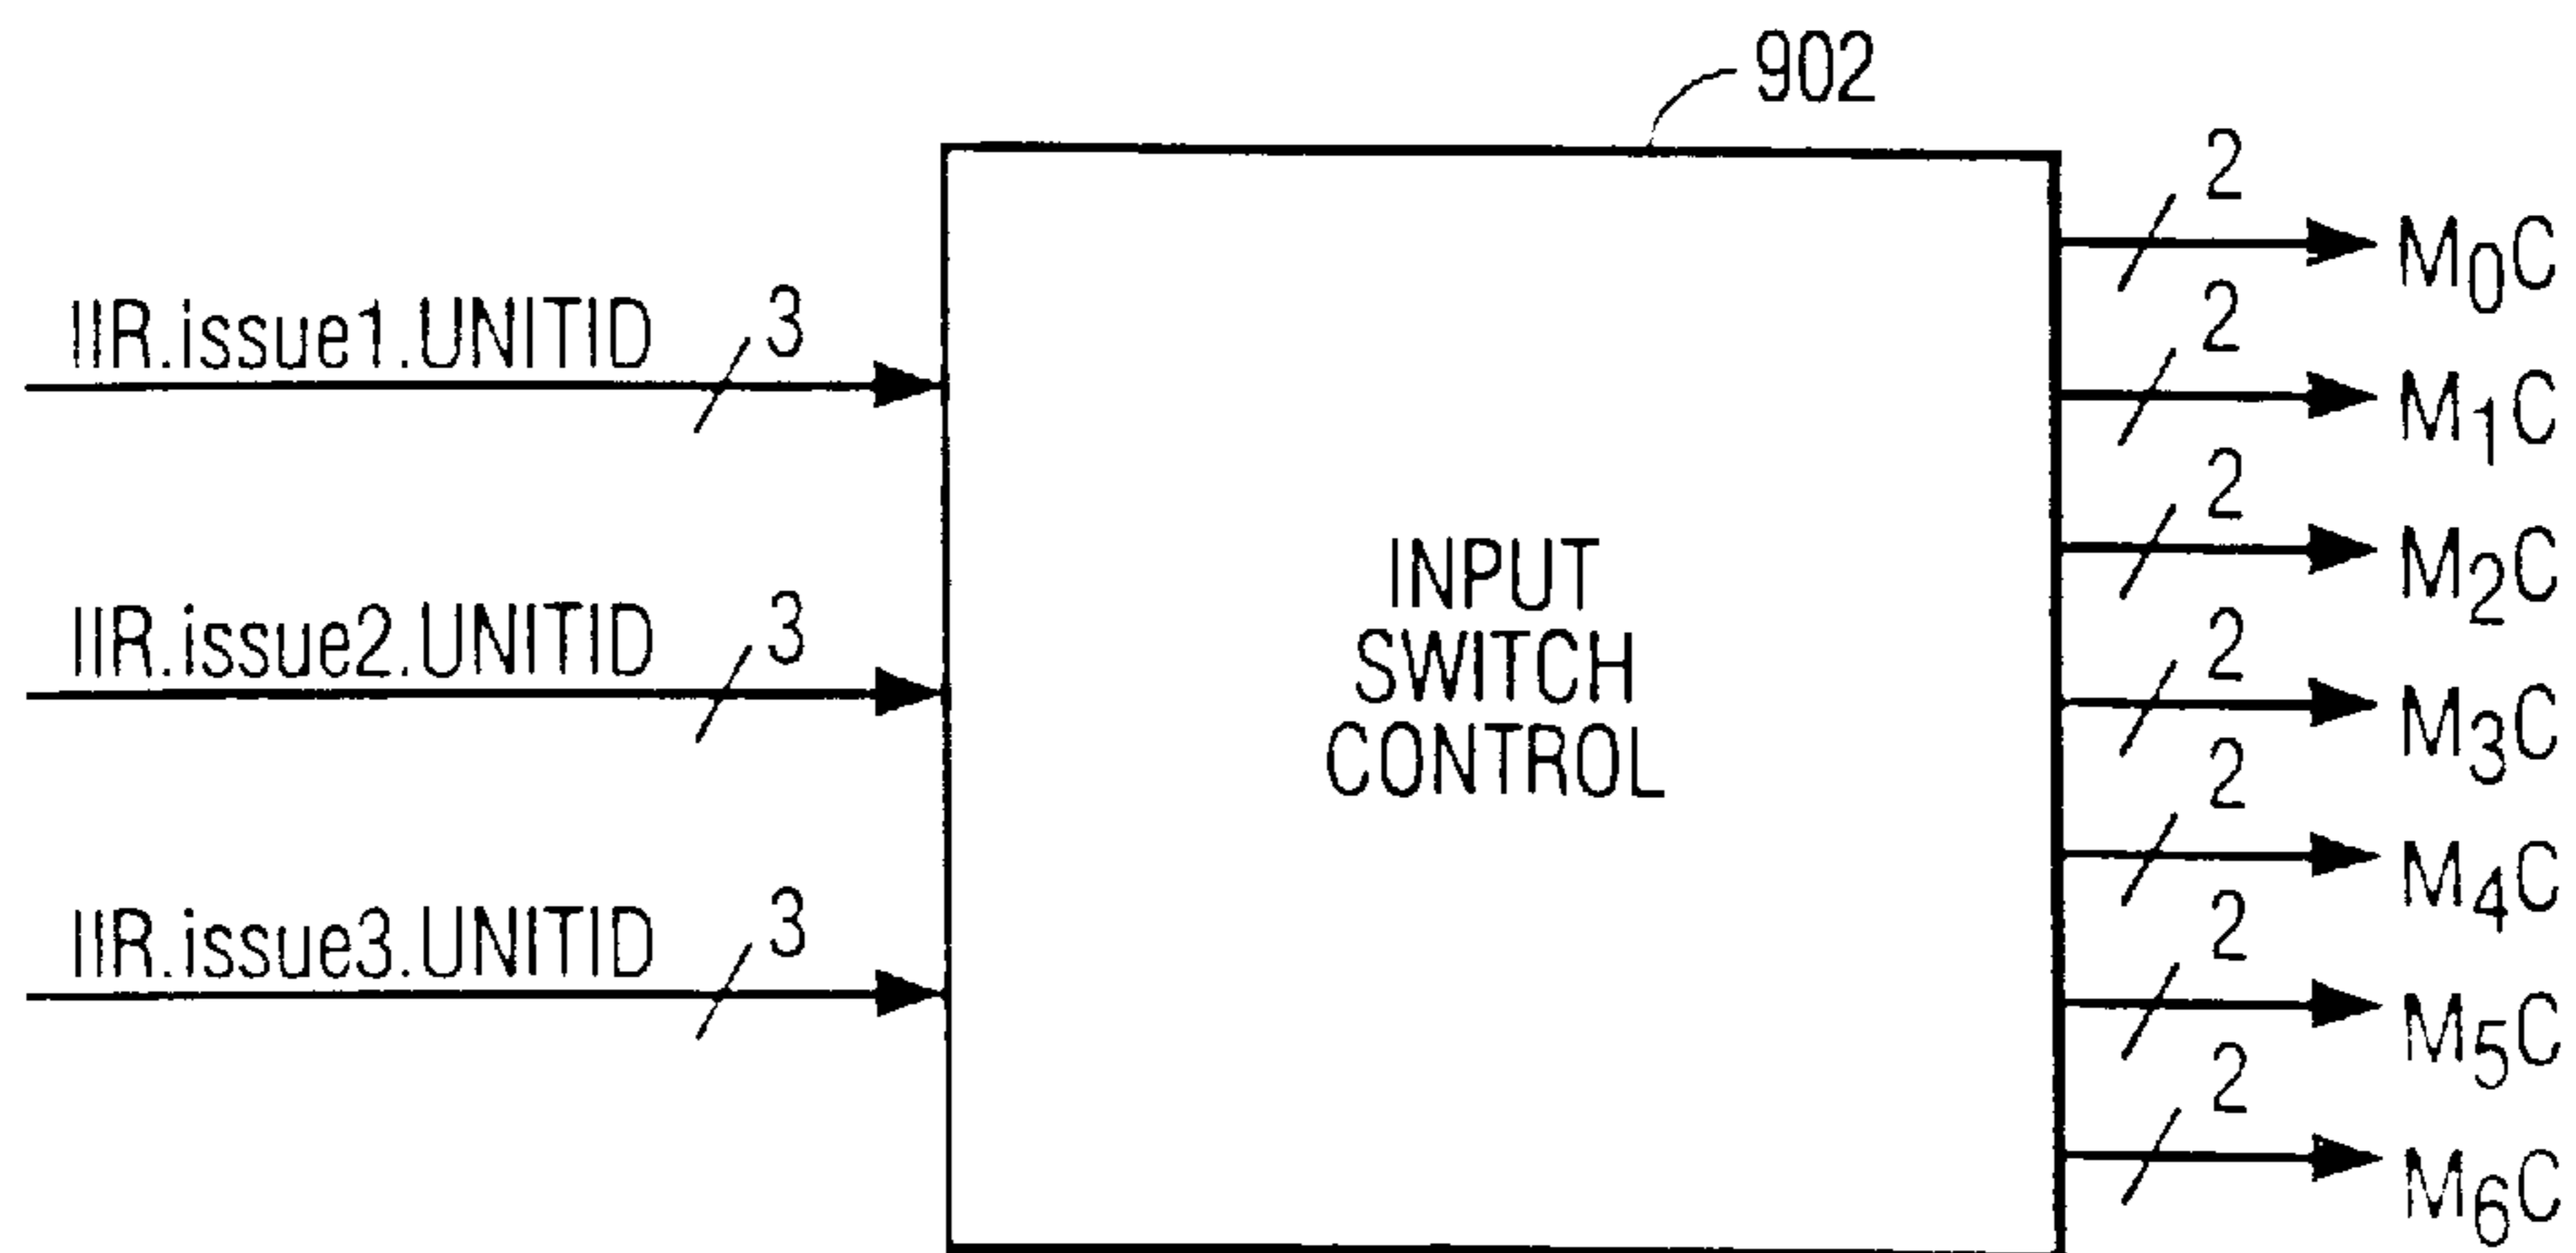 902
IIR.issue1.UNITID
3
IIR.issue2.UNITID
3
IIR.issue3.UNITID
3
INPUT
SWITCH
CONTROL
2
M0C
2
M1C
2
M2C
2
M3C
2
M4C
2
M5C
2
M6C